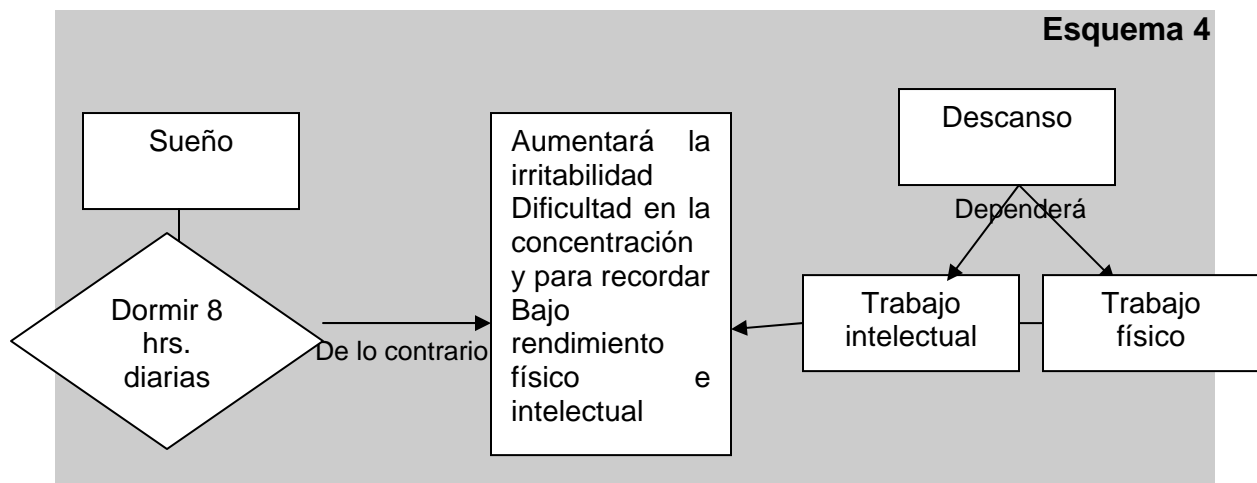 Esquema 4
Sueño
Dormir 8
hrs.
diarias
De lo contrario
Aumentará la
irritabilidad
Dificultad en la
concentración
y para recordar
Bajo
rendimiento
físico e
intelectual
Descanso
Dependerá
Trabajo
intelectual
Trabajo
físico